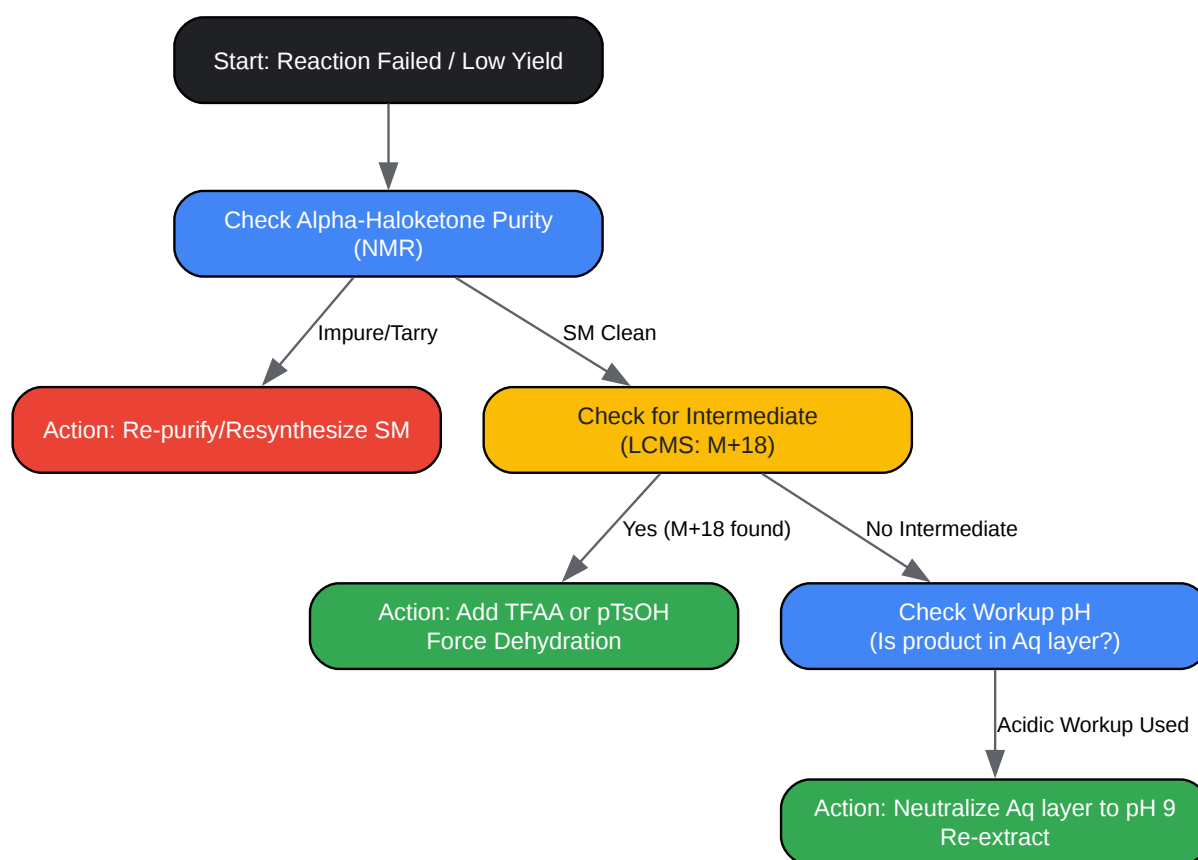 Start: Reaction Failed / Low Yield
Check Alpha-Haloketone Purity
(NMR)
Impure/Tarry
SM Clean
Action: Re-purify/Resynthesize SM
Check for Intermediate
(LCMS: M+18)
Yes (M+18 found)
No Intermediate
Action: Add TFAA or pTsOH
Force Dehydration
Check Workup pH
(Is product in Aq layer?)
Acidic Workup Used
Action: Neutralize Aq layer to pH 9
Re-extract